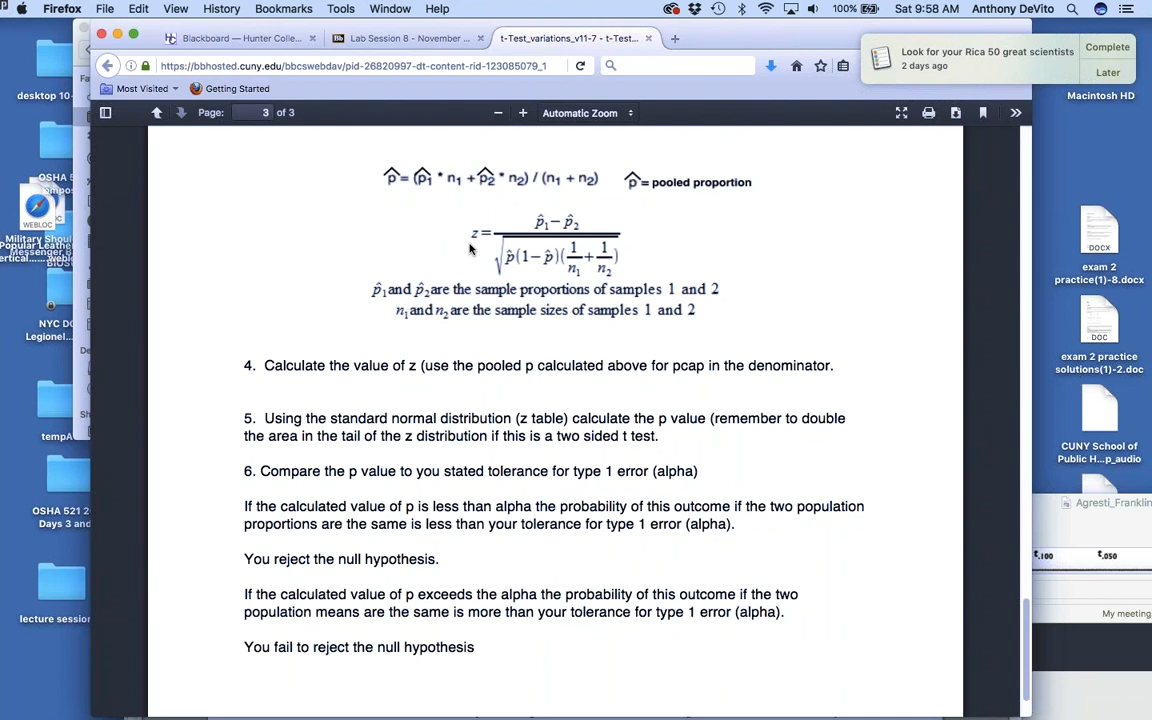 Firefox File Edit View History Bookmarks Tools Window Help 100% Sat 9:58 AM Anthony DeVito
Blackboard — Hunter Colle... × Lab Session 8 - November ... × t-Test_variations_v11-7 - t-Test... ×
https://bbhosted.cuny.edu/bbcswebdav/pid-26820997-dt-content-rid-123085079_1
Most Visited Getting Started
Page: 3 of 3 Automatic Zoom
Look for your Rica 50 great scientists
2 days ago
Complete
Later
Macintosh HD
desktop 10-
OSHA 5
WEBLOC
Military Shoul
NYC DO
Legionel...
tempA
OSHA 521 2
Days 3 and
lecture session
p̂ = (p̂1 * n1 + p̂2 * n2) / (n1 + n2) p̂ = pooled proportion
z = p̂1 − p̂2 / √p̂(1−p̂)(1/n1 + 1/n2)
p̂1 and p̂2 are the sample proportions of samples 1 and 2
n1 and n2 are the sample sizes of samples 1 and 2
4. Calculate the value of z (use the pooled p calculated above for pcap in the denominator.
5. Using the standard normal distribution (z table) calculate the p value (remember to double
the area in the tail of the z distribution if this is a two sided t test.
6. Compare the p value to you stated tolerance for type 1 error (alpha)
If the calculated value of p is less than alpha the probability of this outcome if the two population
proportions are the same is less than your tolerance for type 1 error (alpha).
You reject the null hypothesis.
If the calculated value of p exceeds the alpha the probability of this outcome if the two
population means are the same is more than your tolerance for type 1 error (alpha).
You fail to reject the null hypothesis
DOCX
exam 2
practice(1)-8.docx
DOC
exam 2 practice
solutions(1)-2.doc
CUNY School of
Public H...p_audio
Agresti_Franklin
t.100 t.050
My meeting